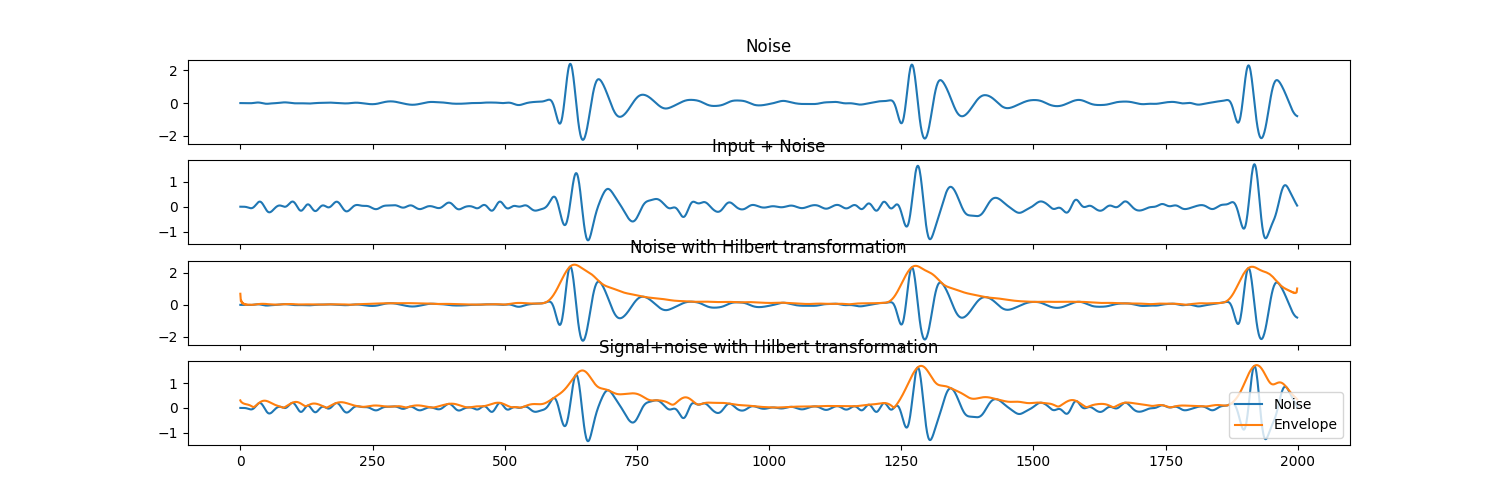 Noise
2
0
−2
Input + Noise
1
0
−1
Noise with Hilbert transformation
2
0
−2
Signal+noise with Hilbert transformation
1
0
−1
Noise
Envelope
0 250 500 750 1000 1250 1500 1750 2000